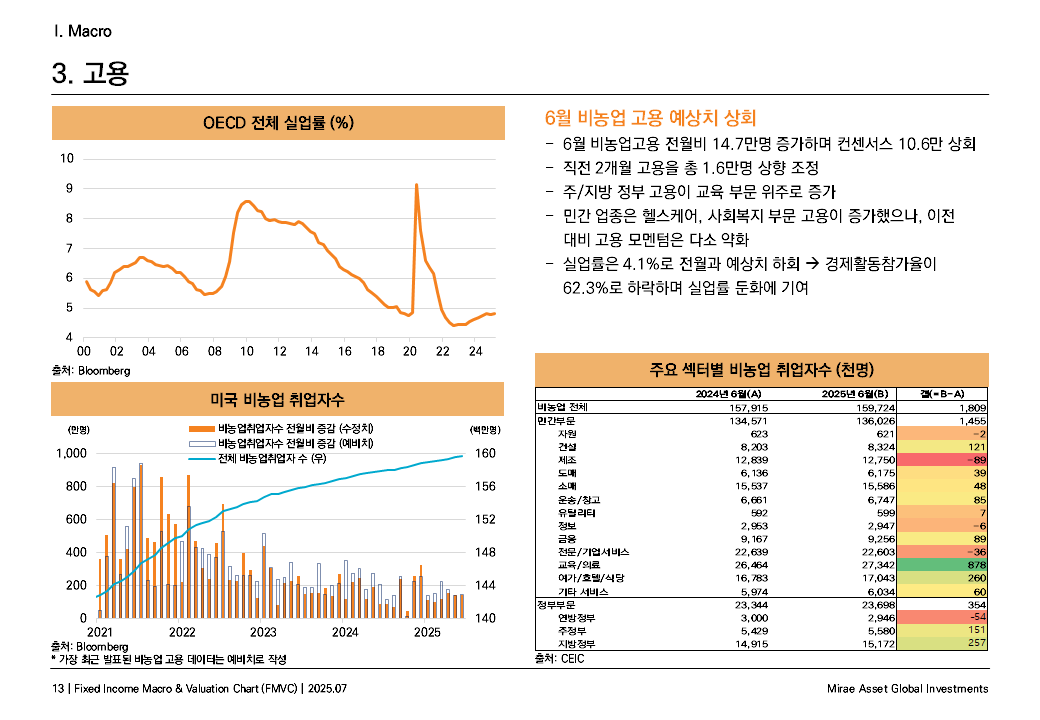 I. Macro
3. 고용
OECD 전체 실업률 (%)
10
9
8
7
6
5
4
00 02 04 06 08 10 12 14 16 18 20 22 24
출처: Bloomberg
미국 비농업 취업자수
(만명)
비농업취업자수 전월비 증감 (수정치)
(백만명)
비농업취업자수 전월비 증감 (예비치)
전체 비농업취업자 수 (우)
1,000
800
600
400
200
0
160
156
152
148
144
140
2021 2022 2023 2024 2025
출처: Bloomberg
* 가장 최근 발표된 비농업 고용 데이터는 예비치로 작성
6월 비농업 고용 예상치 상회
– 6월 비농업고용 전월비 14.7만명 증가하며 컨센서스 10.6만 상회
– 직전 2개월 고용을 총 1.6만명 상향 조정
– 주/지방 정부 고용이 교육 부문 위주로 증가
– 민간 업종은 헬스케어, 사회복지 부문 고용이 증가했으나, 이전
대비 고용 모멘텀은 다소 약화
– 실업률은 4.1%로 전월과 예상치 하회 → 경제활동참가율이
62.3%로 하락하며 실업률 둔화에 기여
주요 섹터별 비농업 취업자수 (천명)
2024년 6월(A) 2025년 6월(B) 갭(=B-A)
비농업 전체 157,915 159,724 1,809
민간부문 134,571 136,026 1,455
자원 623 621 -2
건설 8,203 8,324 121
제조 12,839 12,750 -89
도매 6,136 6,175 39
소매 15,537 15,586 48
운송/창고 6,661 6,747 85
유틸리티 592 599 7
정보 2,953 2,947 -6
금융 9,167 9,256 89
전문/기업서비스 22,639 22,603 -36
교육/의료 26,464 27,342 878
여가/호텔/식당 16,783 17,043 260
기타 서비스 5,974 6,034 60
정부부문 23,344 23,698 354
연방정부 3,000 2,946 -54
주정부 5,429 5,580 151
지방정부 14,915 15,172 257
출처: CEIC
13 | Fixed Income Macro & Valuation Chart (FMVC) | 2025.07
Mirae Asset Global Investments